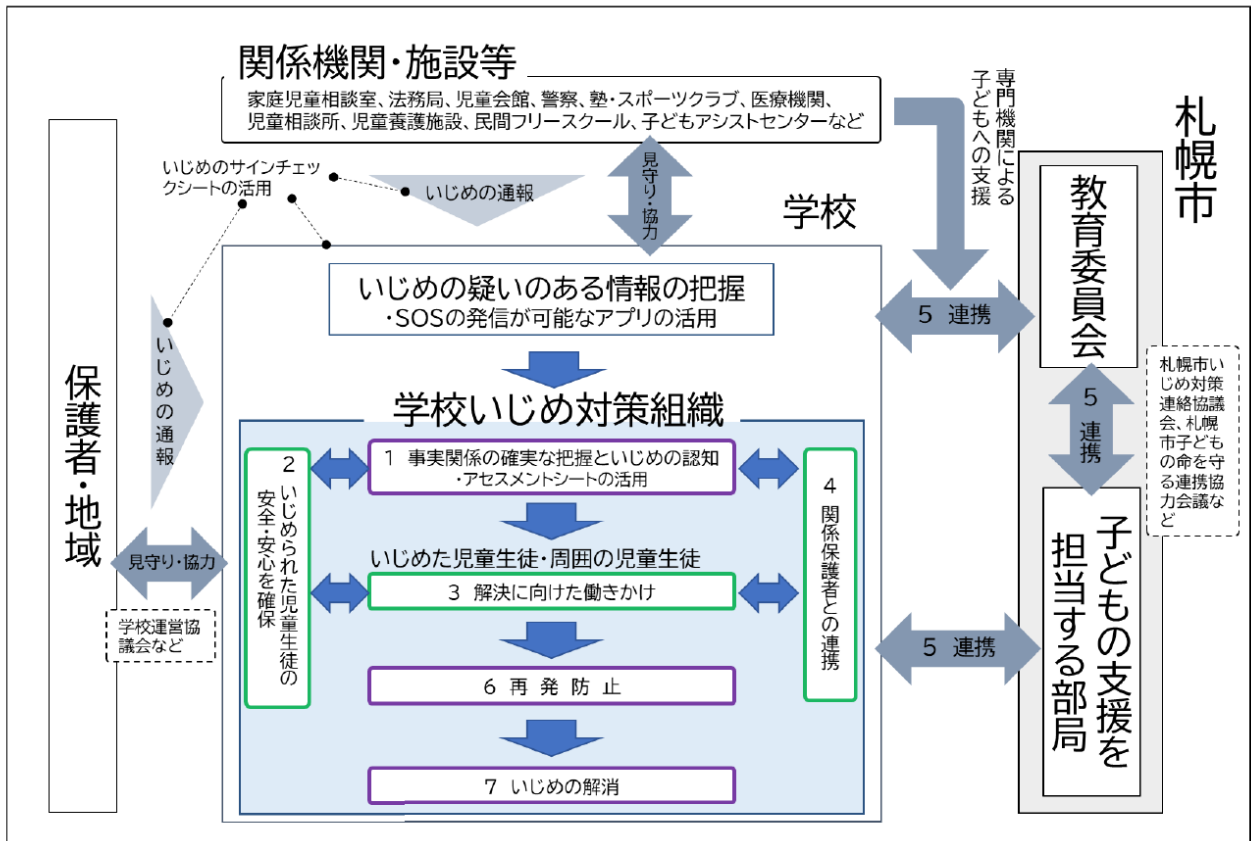 関係機関・施設等
家庭児童相談室、法務局、児童会館、警察、塾・スポーツクラブ、医療機関、
児童相談所、児童養護施設、民間フリースクール、子どもアシストセンターなど
専門機関による
子どもへの支援
札幌市
いじめのサインチェッ
クシートの活用
いじめの通報
見守り・協力
学校
いじめの疑いのある情報の把握
・SOSの発信が可能なアプリの活用
5 連携
教育委員会
保護者・地域
いじめの通報
学校いじめ対策組織
1 事実関係の確実な把握といじめの認知
・アセスメントシートの活用
2 いじめられた児童生徒の
安全・安心を確保
いじめた児童生徒・周囲の児童生徒
3 解決に向けた働きかけ
4 関係保護者との連携
5 連携
札幌市い
じめ対策
連絡協議
会、札幌
市子ども
の命を守
る連携協
力会議な
ど
見守り・協力
学校運営協
議会など
5 連携
子どもの支援を
担当する部局
6 再 発 防 止
7 いじめの解消